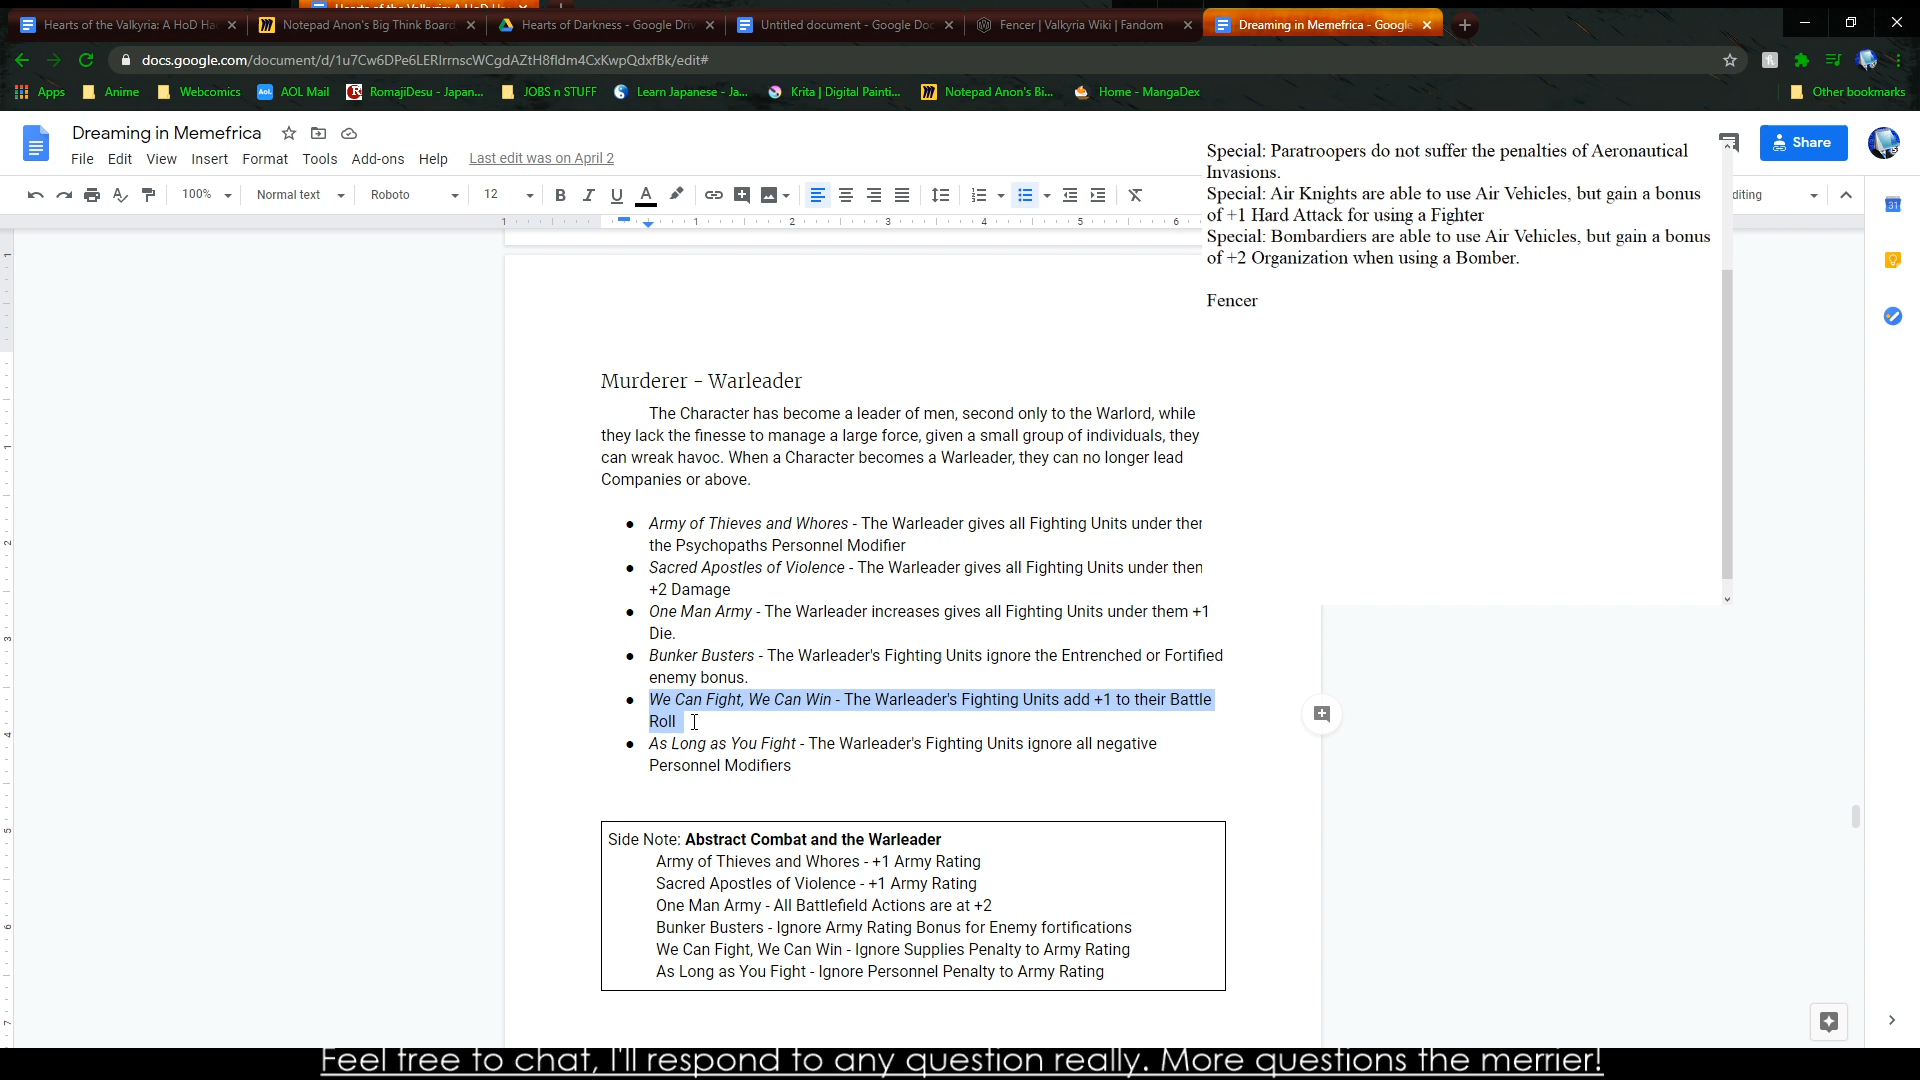 Hearts of the Valkyria: A HoD Ha
Notepad Anon's Big Think Board
Hearts of Darkness - Google Driv
Untitled document - Google Doc
Fencer | Valkyria Wiki | Fandom
Dreaming in Memefrica - Google
docs.google.com/document/d/1u7Cw6DPe6LERIrrnscWCgdAZtH8fIdm4CxKwpQdxfBk/edit#
Apps Anime Webcomics AOL Mail RomajiDesu - Japan... JOBS n STUFF Learn Japanese - Ja... Krita | Digital Painti... Notepad Anon's Bi... Home - MangaDex Other bookmarks
Dreaming in Memefrica
File Edit View Insert Format Tools Add-ons Help Last edit was on April 2
Share
100% Normal text Roboto 12
diting
Special: Paratroopers do not suffer the penalties of Aeronautical
Invasions.
Special: Air Knights are able to use Air Vehicles, but gain a bonus
of +1 Hard Attack for using a Fighter
Special: Bombardiers are able to use Air Vehicles, but gain a bonus
of +2 Organization when using a Bomber.
Fencer
Murderer - Warleader
The Character has become a leader of men, second only to the Warlord, while
they lack the finesse to manage a large force, given a small group of individuals, they
can wreak havoc. When a Character becomes a Warleader, they can no longer lead
Companies or above.
● Army of Thieves and Whores - The Warleader gives all Fighting Units under
the Psychopaths Personnel Modifier
● Sacred Apostles of Violence - The Warleader gives all Fighting Units under
+2 Damage
● One Man Army - The Warleader increases gives all Fighting Units under them +1
Die.
● Bunker Busters - The Warleader's Fighting Units ignore the Entrenched or Fortified
enemy bonus.
● We Can Fight, We Can Win - The Warleader's Fighting Units add +1 to their Battle
Roll
● As Long as You Fight - The Warleader's Fighting Units ignore all negative
Personnel Modifiers
Side Note: Abstract Combat and the Warleader
Army of Thieves and Whores - +1 Army Rating
Sacred Apostles of Violence - +1 Army Rating
One Man Army - All Battlefield Actions are at +2
Bunker Busters - Ignore Army Rating Bonus for Enemy fortifications
We Can Fight, We Can Win - Ignore Supplies Penalty to Army Rating
As Long as You Fight - Ignore Personnel Penalty to Army Rating
Feel free to chat, I'll respond to any question really. More questions the merrier!